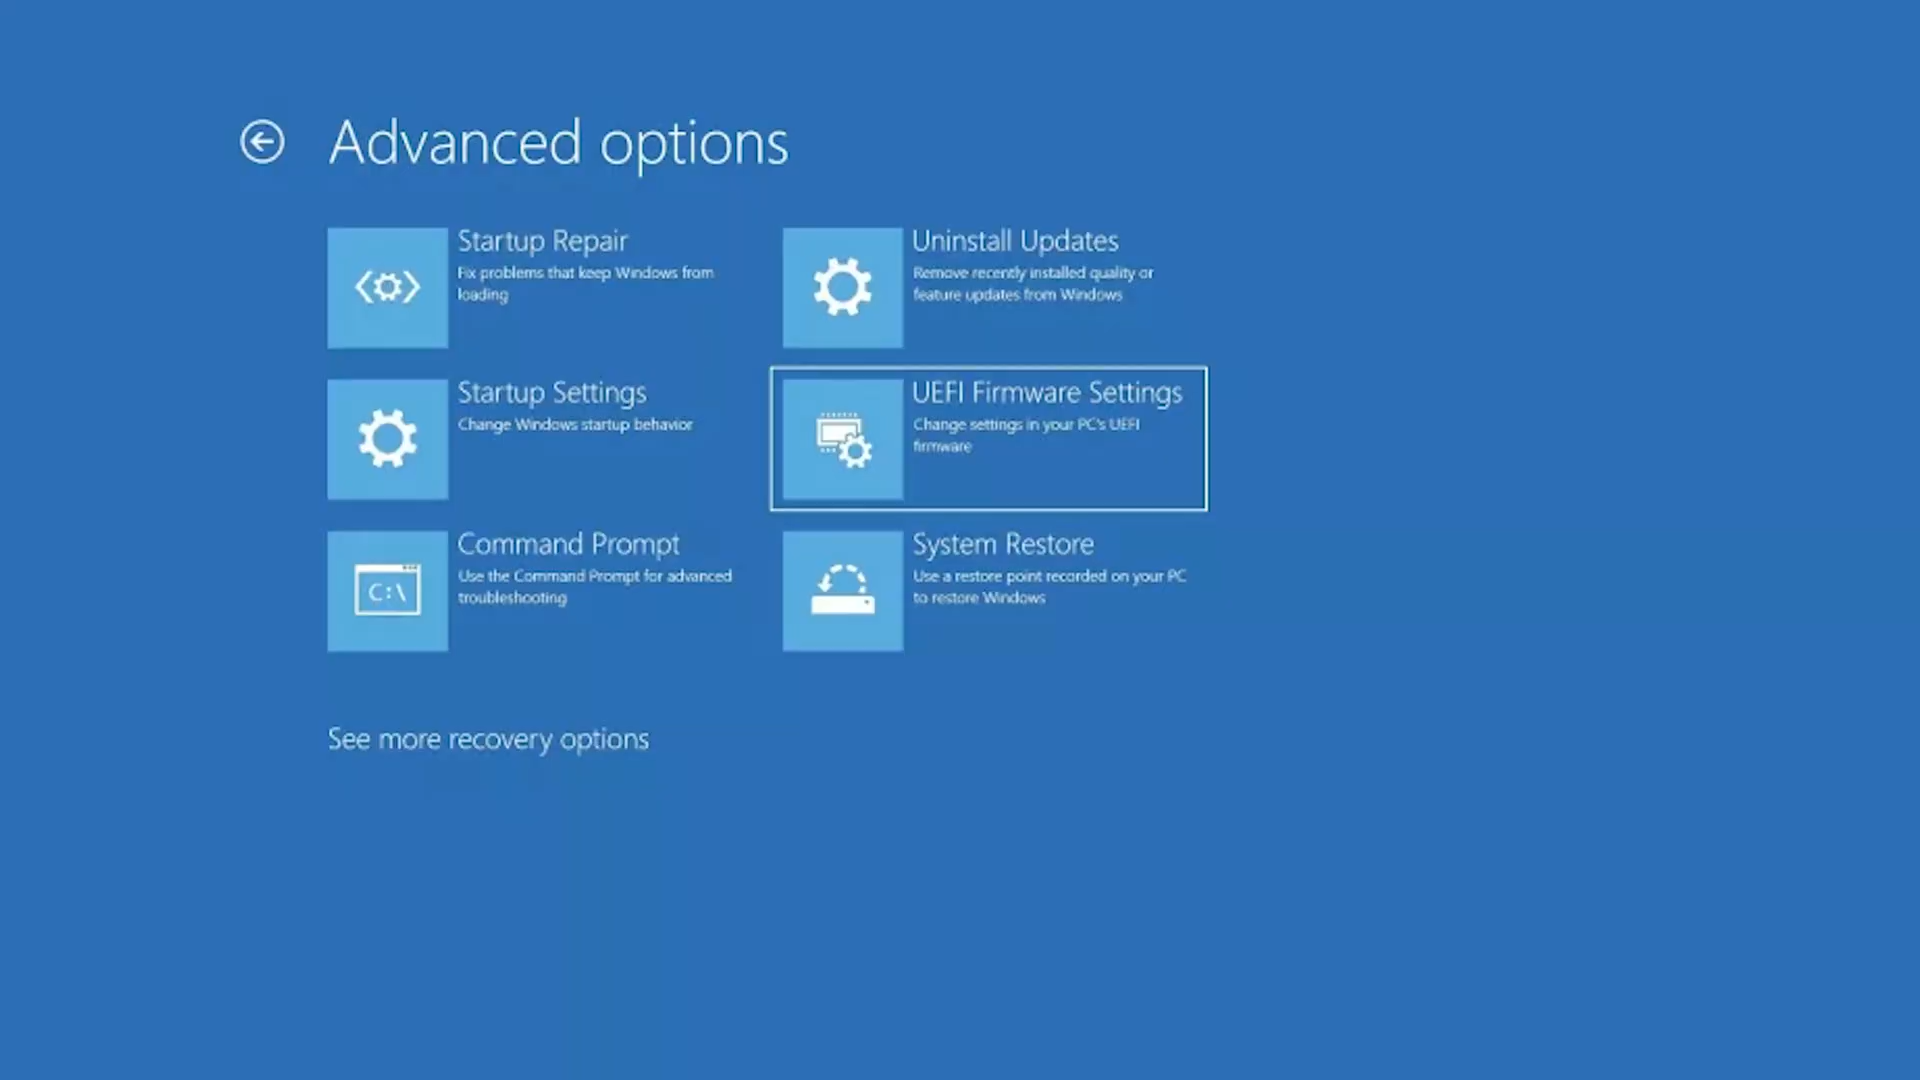 Advanced options
Startup Repair
Fix problems that keep Windows from
loading
Uninstall Updates
Remove recently installed quality or
feature updates from Windows
Startup Settings
Change Windows startup behavior
UEFI Firmware Settings
Change settings in your PC's UEFI
firmware
C:\
Command Prompt
Use the Command Prompt for advanced
troubleshooting
System Restore
Use a restore point recorded on your PC
to restore Windows
See more recovery options